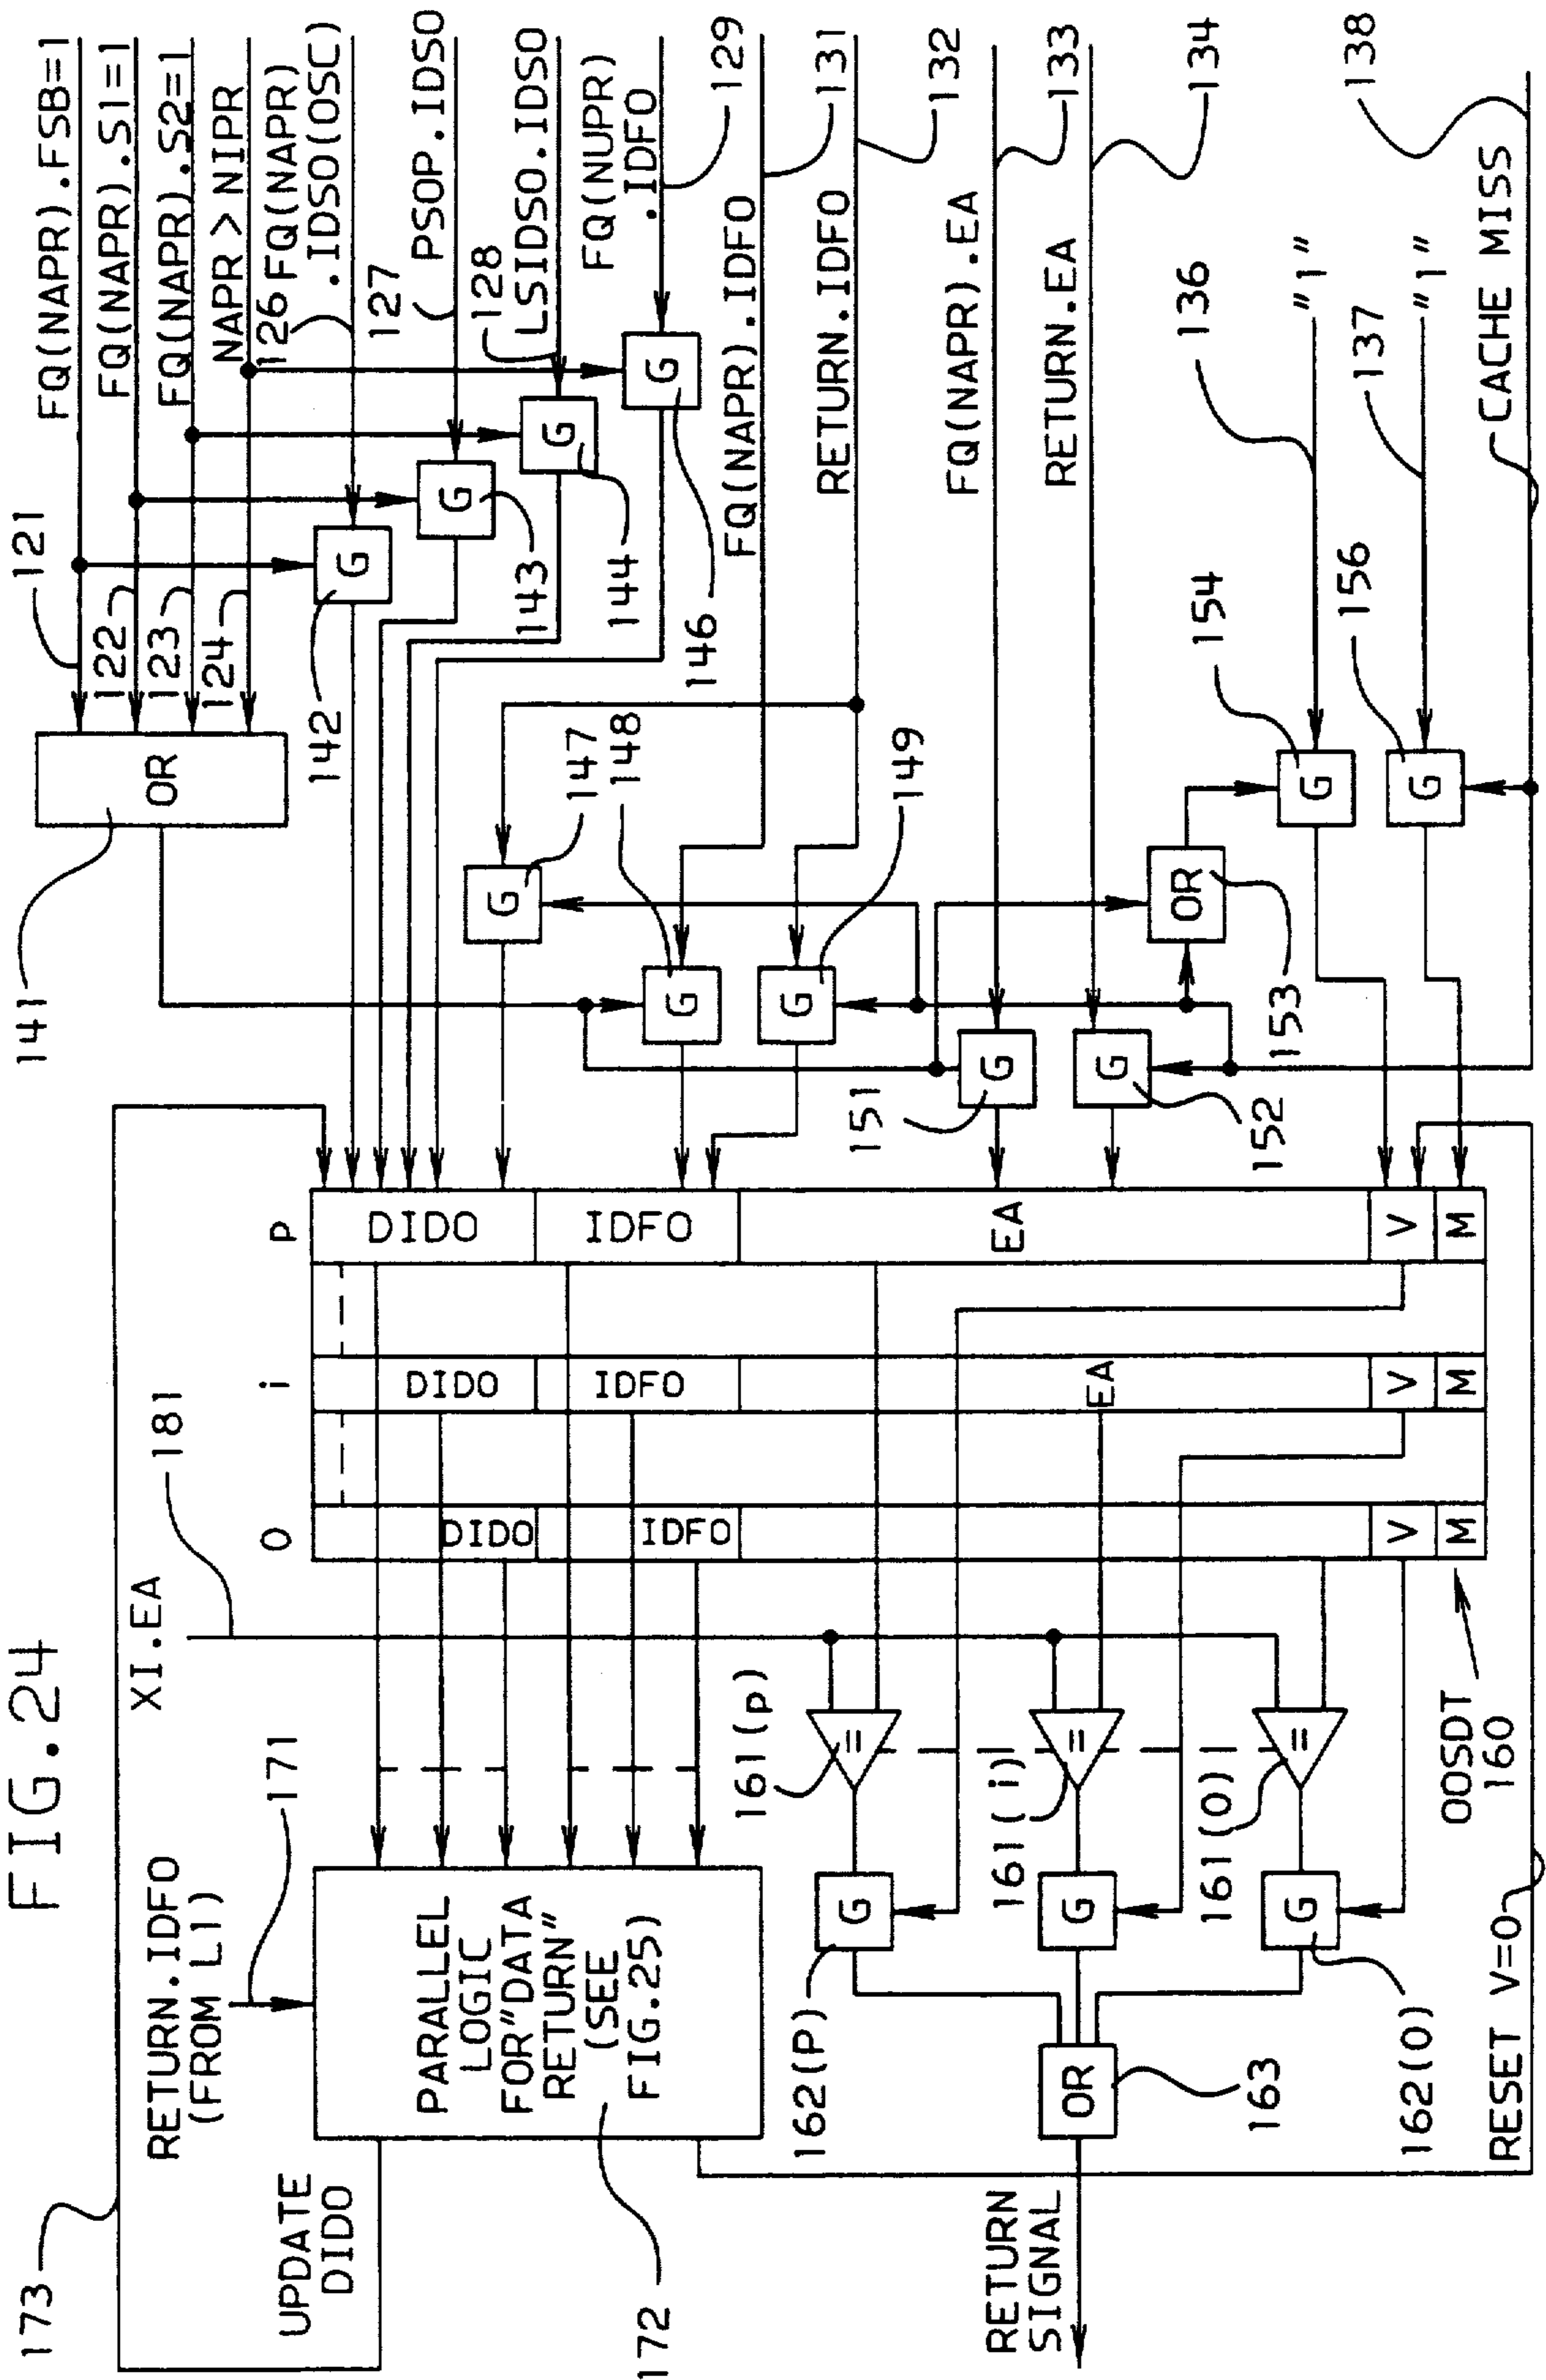 FIG.24
173
RETURN.IDFO
(FROM L1)
171
XI.EA
181
UPDATE
DIDO
PARALLEL
LOGIC
FOR"DATA
RETURN"
(SEE
FIG.25)
172
O
i
p
DIDO
IDFO
V
M
DIDO
IDFO
EA
V
M
DIDO
IDFO
EA
V
M
161(p)
=
161(i)
=
161(0)
=
G
G
G
162(P)
162(0)
OR
163
RETURN
SIGNAL
OOSDT
160
RESET V=0
141
OR
121
122
123
124
FQ(NAPR).FSB=1
FQ(NAPR).S1=1
FQ(NAPR).S2=1
NAPR > NIPR
126
FQ(NAPR)
.IDSO(OSC)
127
PSOP.IDSO
128
LSIDSO.IDSO
FQ(NUPR)
.IDFO
129
142
G
143
G
144
G
146
G
147
G
148
G
149
G
FQ(NAPR).IDFO
131
RETURN.IDFO
132
FQ(NAPR).EA
133
RETURN.EA
134
151
G
152
G
153
OR
154
G
156
G
136
"1"
137
"1"
138
CACHE MISS